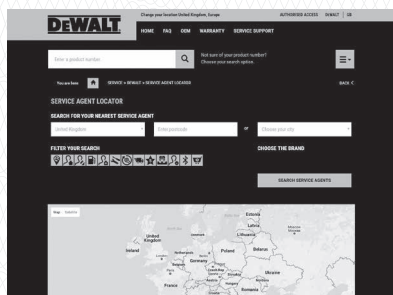 Change your location United Kingdom, Europe
AUTHORISED ACCESS DEWALT GB
DEWALT
HOME FAQ OEM WARRANTY SERVICE SUPPORT
Enter a product number
Not sure of your product number?
Choose your search option.
You are here SERVICE » DEWALT » SERVICE AGENT LOCATOR
BACK
SERVICE AGENT LOCATOR
SEARCH FOR YOUR NEAREST SERVICE AGENT
United Kingdom Enter postcode or Choose your city
FILTER YOUR SEARCH CHOOSE THE BRAND
SEARCH SERVICE AGENTS
Map Satellite
Estonia
Latvia
Lithuania
United
Kingdom
Ireland
Netherlands
Poland
Belarus
Germany
Belgium
Ukraine
Austria
France
Romania